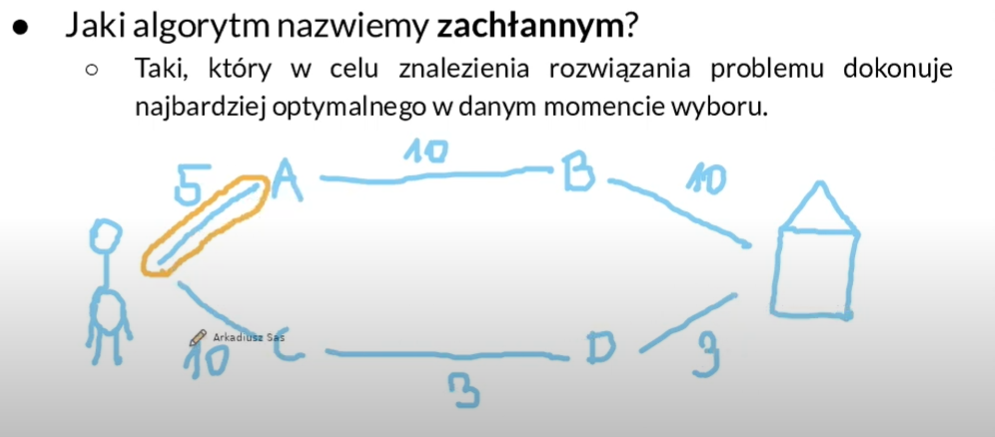 ● Jaki algorytm nazwiemy zachłannym?
○ Taki, który w celu znalezienia rozwiązania problemu dokonuje
najbardziej optymalnego w danym momencie wyboru.
10
5 A B 10
Arkadiusz Sas
10 C D 3
3